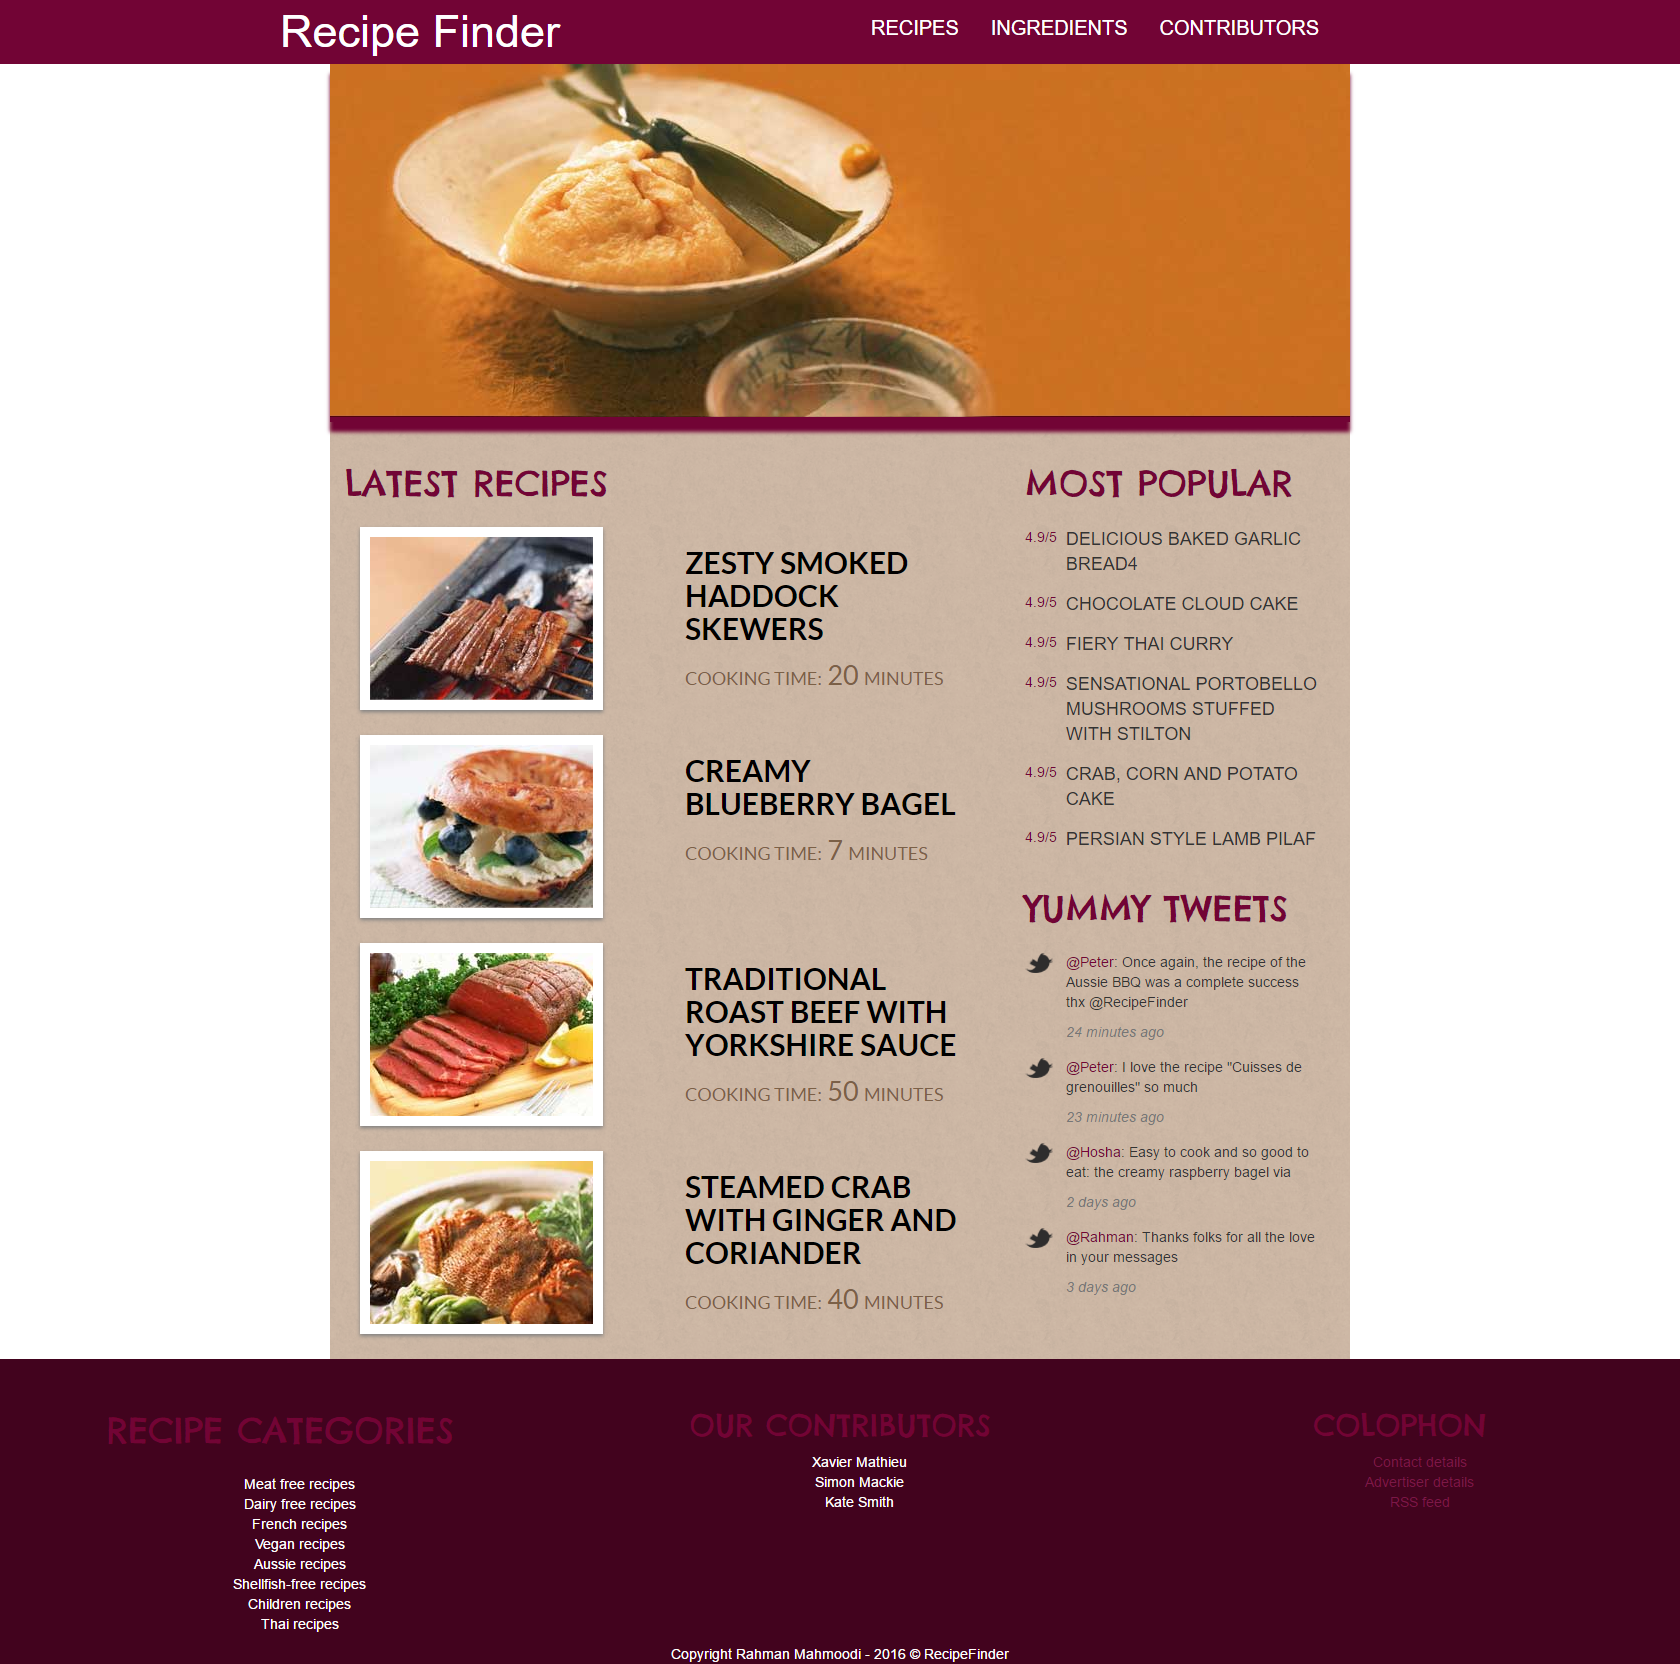 Recipe Finder
RECIPES INGREDIENTS CONTRIBUTORS
LATEST RECIPES
ZESTY SMOKED
HADDOCK
SKEWERS
COOKING TIME: 20 MINUTES
CREAMY
BLUEBERRY BAGEL
COOKING TIME: 7 MINUTES
TRADITIONAL
ROAST BEEF WITH
YORKSHIRE SAUCE
COOKING TIME: 50 MINUTES
STEAMED CRAB
WITH GINGER AND
CORIANDER
COOKING TIME: 40 MINUTES
MOST POPULAR
4.9/5 DELICIOUS BAKED GARLIC
BREAD4
4.9/5 CHOCOLATE CLOUD CAKE
4.9/5 FIERY THAI CURRY
4.9/5 SENSATIONAL PORTOBELLO
MUSHROOMS STUFFED
WITH STILTON
4.9/5 CRAB, CORN AND POTATO
CAKE
4.9/5 PERSIAN STYLE LAMB PILAF
YUMMY TWEETS
@Peter: Once again, the recipe of the
Aussie BBQ was a complete success
thx @RecipeFinder
24 minutes ago
@Peter: I love the recipe "Cuisses de
grenouilles" so much
23 minutes ago
@Hosha: Easy to cook and so good to
eat: the creamy raspberry bagel via
2 days ago
@Rahman: Thanks folks for all the love
in your messages
3 days ago
RECIPE CATEGORIES
Meat free recipes
Dairy free recipes
French recipes
Vegan recipes
Aussie recipes
Shellfish-free recipes
Children recipes
Thai recipes
OUR CONTRIBUTORS
Xavier Mathieu
Simon Mackie
Kate Smith
COLOPHON
Contact details
Advertiser details
RSS feed
Copyright Rahman Mahmoodi - 2016 © RecipeFinder